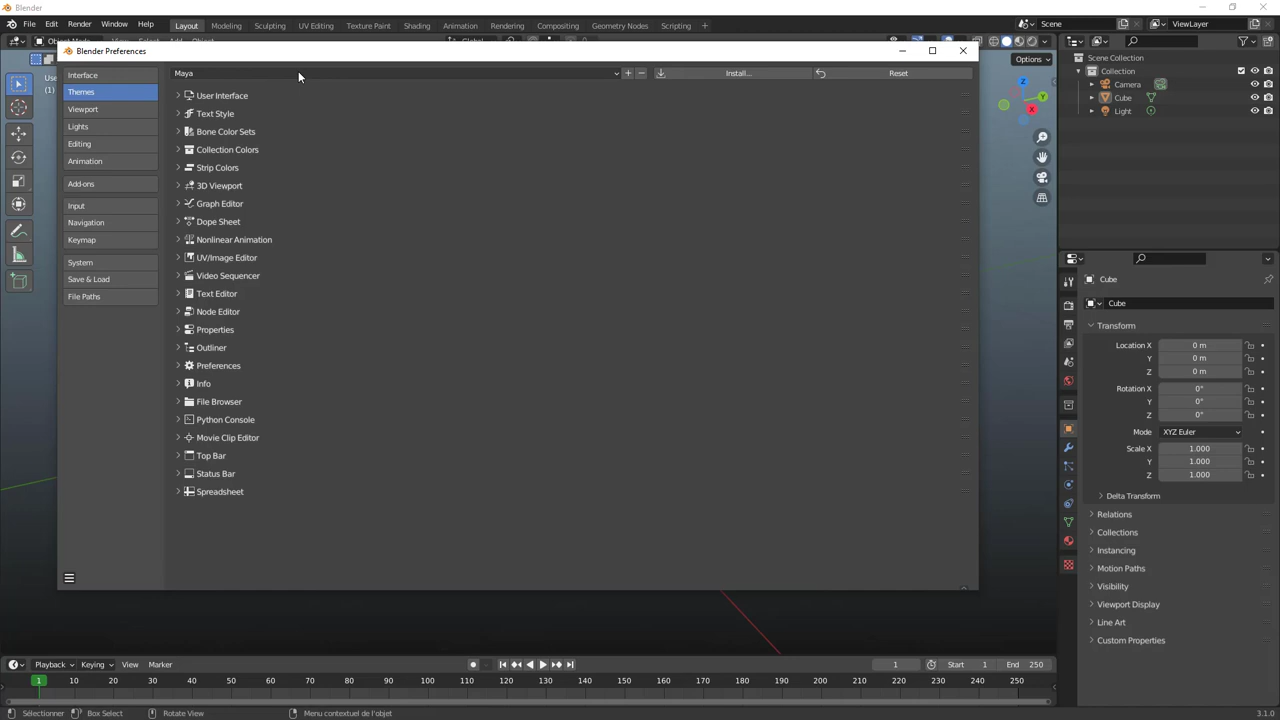 Blender
File Edit Render Window Help Layout Modeling Sculpting UV Editing Texture Paint Shading Animation Rendering Compositing Geometry Nodes Scripting + Scene ViewLayer
Object Mode View Select Add Object Global
Blender Preferences
Options
Use
(1)
Interface
Themes
Viewport
Lights
Editing
Animation
Add-ons
Input
Navigation
Keymap
System
Save & Load
File Paths
Maya + − Install... Reset
User Interface
Text Style
Bone Color Sets
Collection Colors
Strip Colors
3D Viewport
Graph Editor
Dope Sheet
Nonlinear Animation
UV/Image Editor
Video Sequencer
Text Editor
Node Editor
Properties
Outliner
Preferences
Info
File Browser
Python Console
Movie Clip Editor
Top Bar
Status Bar
Spreadsheet
Z
Y
X
Scene Collection
Collection
Camera
Cube
Light
Cube
Cube
Transform
Location X 0 m
Y 0 m
Z 0 m
Rotation X 0°
Y 0°
Z 0°
Mode XYZ Euler
Scale X 1.000
Y 1.000
Z 1.000
Delta Transform
Relations
Collections
Instancing
Motion Paths
Visibility
Viewport Display
Line Art
Custom Properties
Playback Keying View Marker 1 Start 1 End 250
1 10 20 30 40 50 60 70 80 90 100 110 120 130 140 150 160 170 180 190 200 210 220 230 240 250
Sélectionner Box Select Rotate View Menu contextuel de l'objet 3.1.0